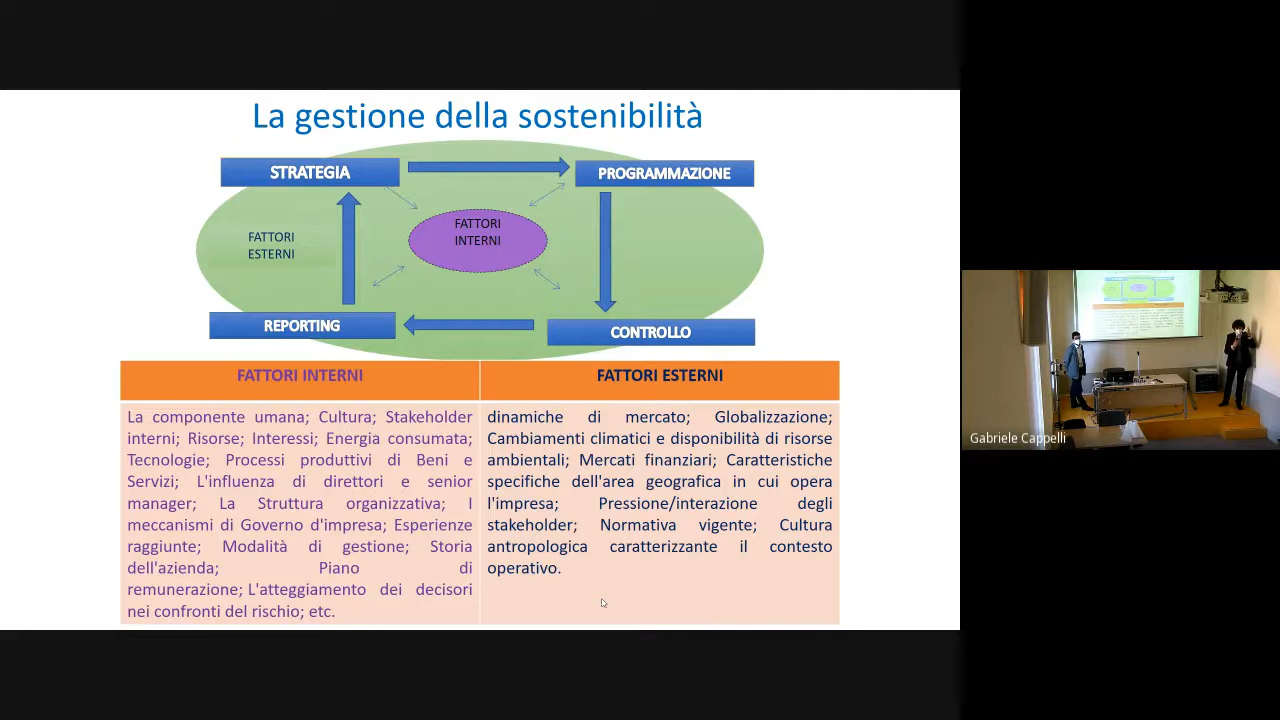 La gestione della sostenibilità
STRATEGIA
PROGRAMMAZIONE
FATTORI
INTERNI
FATTORI
ESTERNI
REPORTING
CONTROLLO
FATTORI INTERNI
La componente umana; Cultura; Stakeholder
interni; Risorse; Interessi; Energia consumata;
Tecnologie; Processi produttivi di Beni e
Servizi; L'influenza di direttori e senior
manager; La Struttura organizzativa; I
meccanismi di Governo d'impresa; Esperienze
raggiunte; Modalità di gestione; Storia
dell'azienda; Piano di
remunerazione; L'atteggiamento dei decisori
nei confronti del rischio; etc.
FATTORI ESTERNI
dinamiche di mercato; Globalizzazione;
Cambiamenti climatici e disponibilità di risorse
ambientali; Mercati finanziari; Caratteristiche
specifiche dell'area geografica in cui opera
l'impresa; Pressione/interazione degli
stakeholder; Normativa vigente; Cultura
antropologica caratterizzante il contesto
operativo.
Gabriele Cappelli